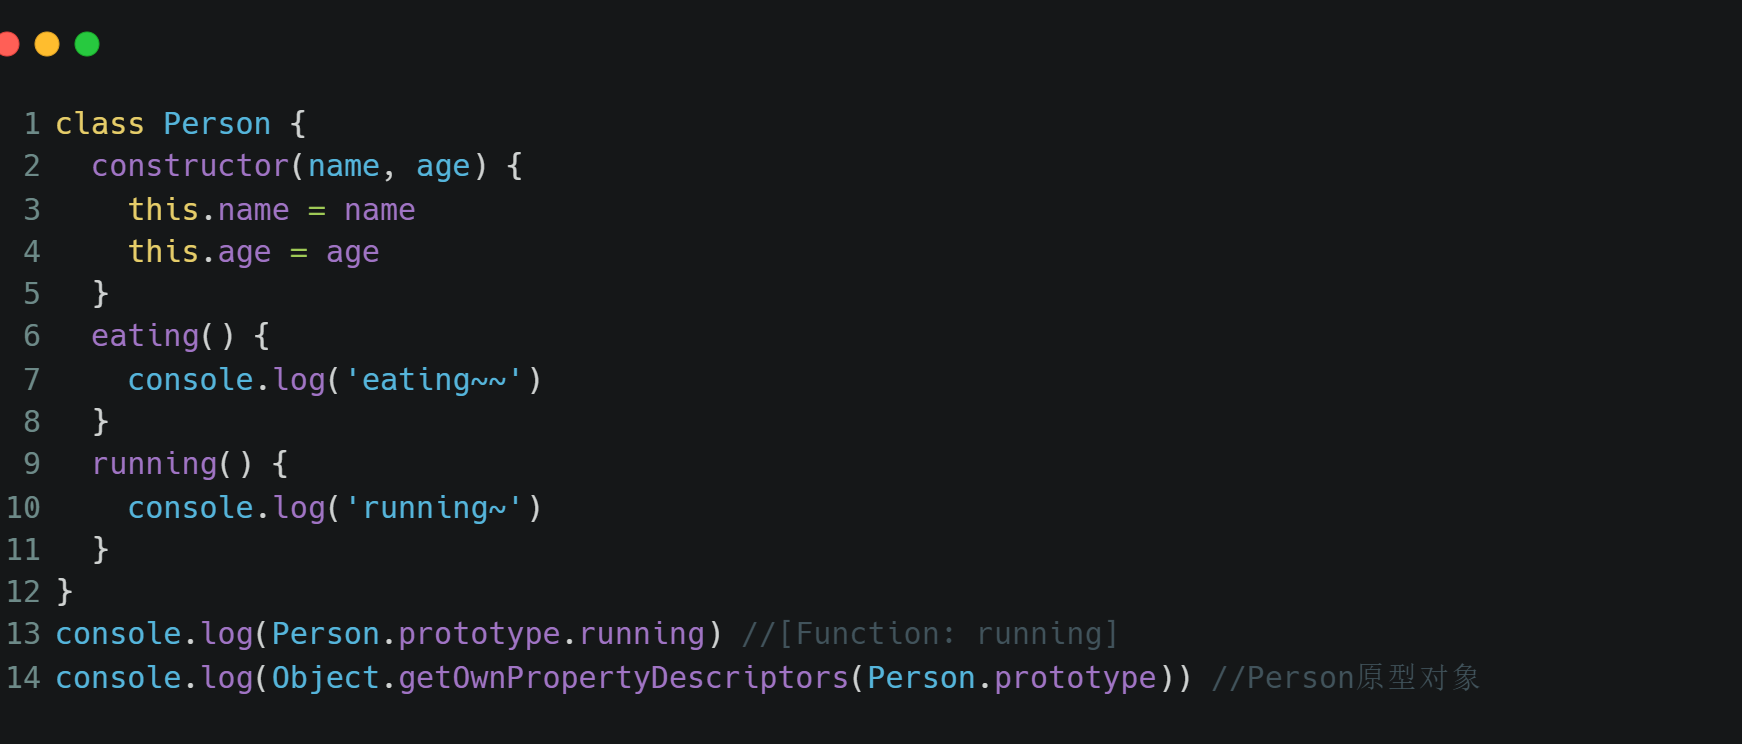 1 class Person {
2   constructor(name, age) {
3     this.name = name
4     this.age = age
5   }
6   eating() {
7     console.log('eating~~')
8   }
9   running() {
10     console.log('running~')
11   }
12 }
13 console.log(Person.prototype.running) //[Function: running]
14 console.log(Object.getOwnPropertyDescriptors(Person.prototype)) //Person原型对象